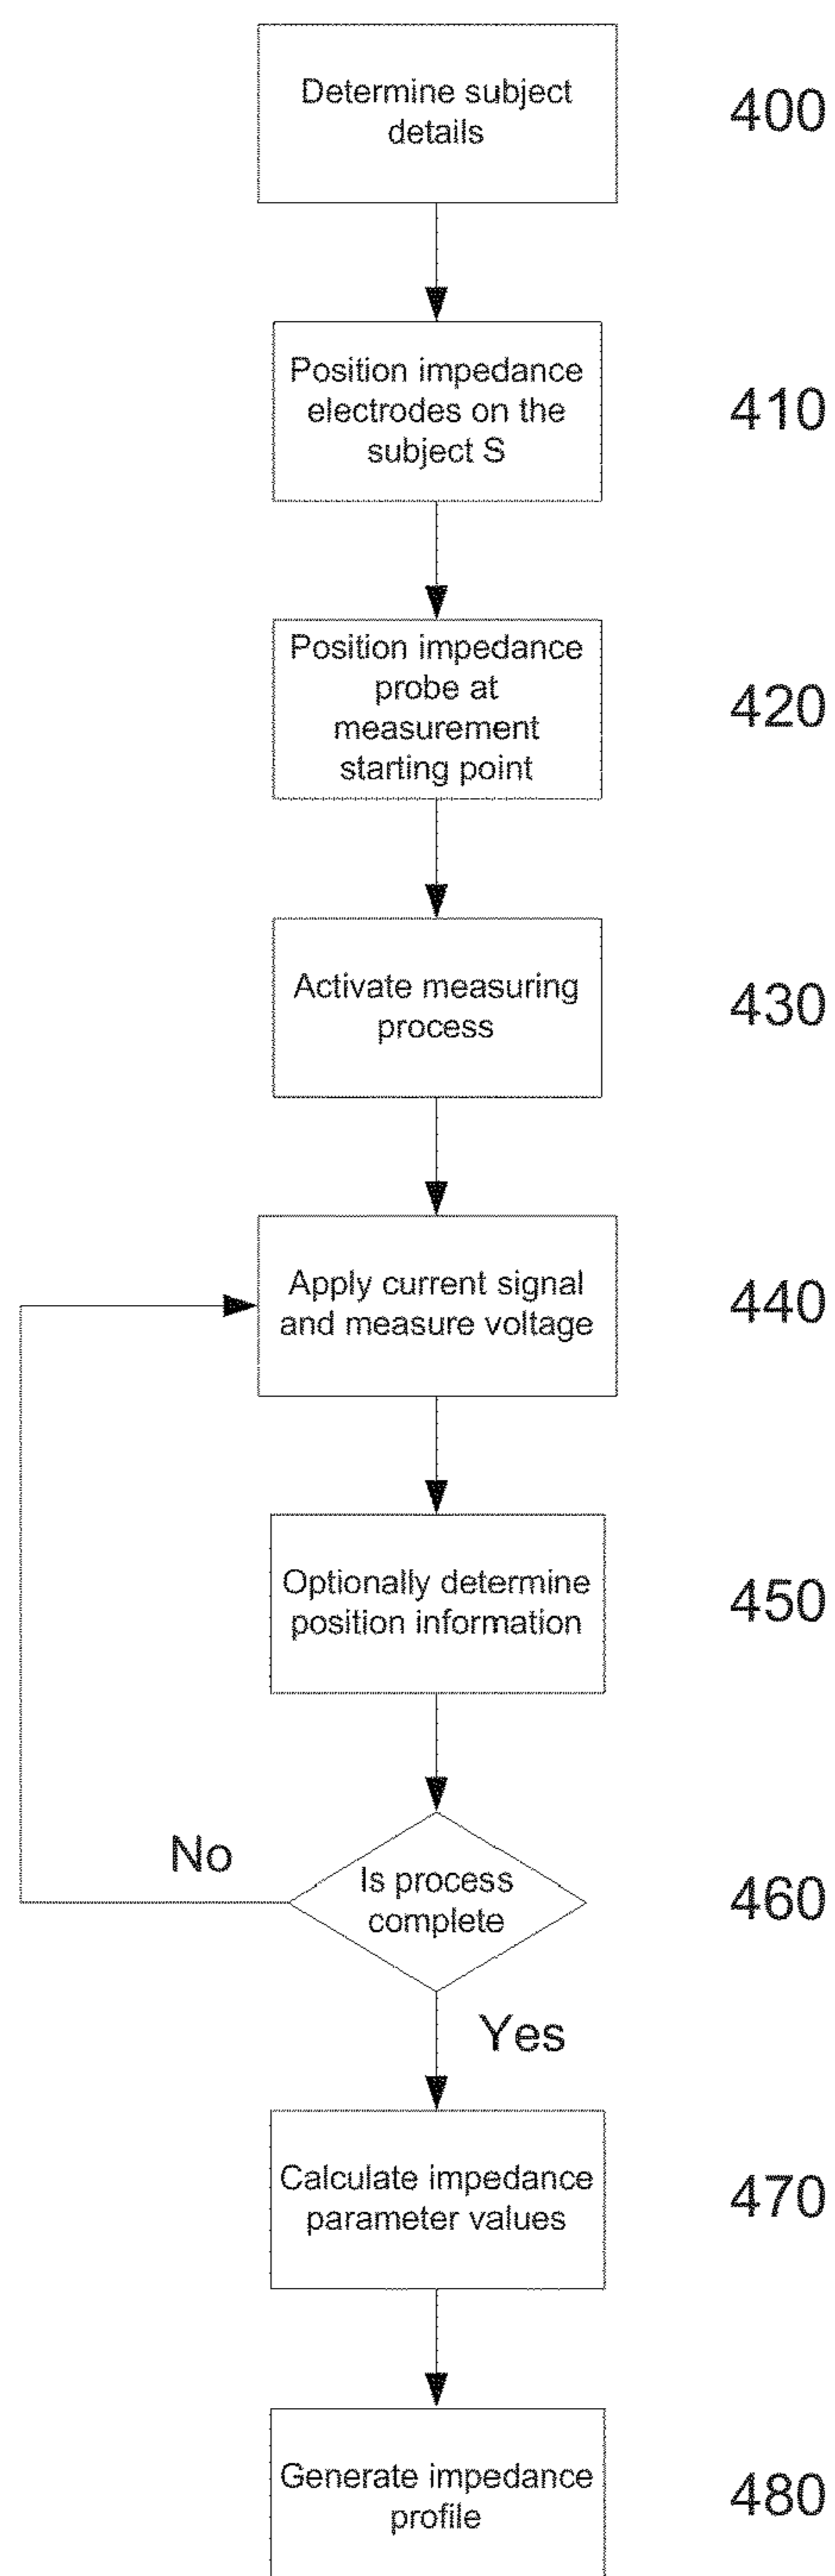 Determine subject
details
400
Position impedance
electrodes on the
subject S
410
Position impedance
probe at
measurement
starting point
420
Activate measuring
process
430
Apply current signal
and measure voltage
440
Optionally determine
position information
450
No
Is process
complete
460
Yes
Calculate impedance
parameter values
470
Generate impedance
profile
480